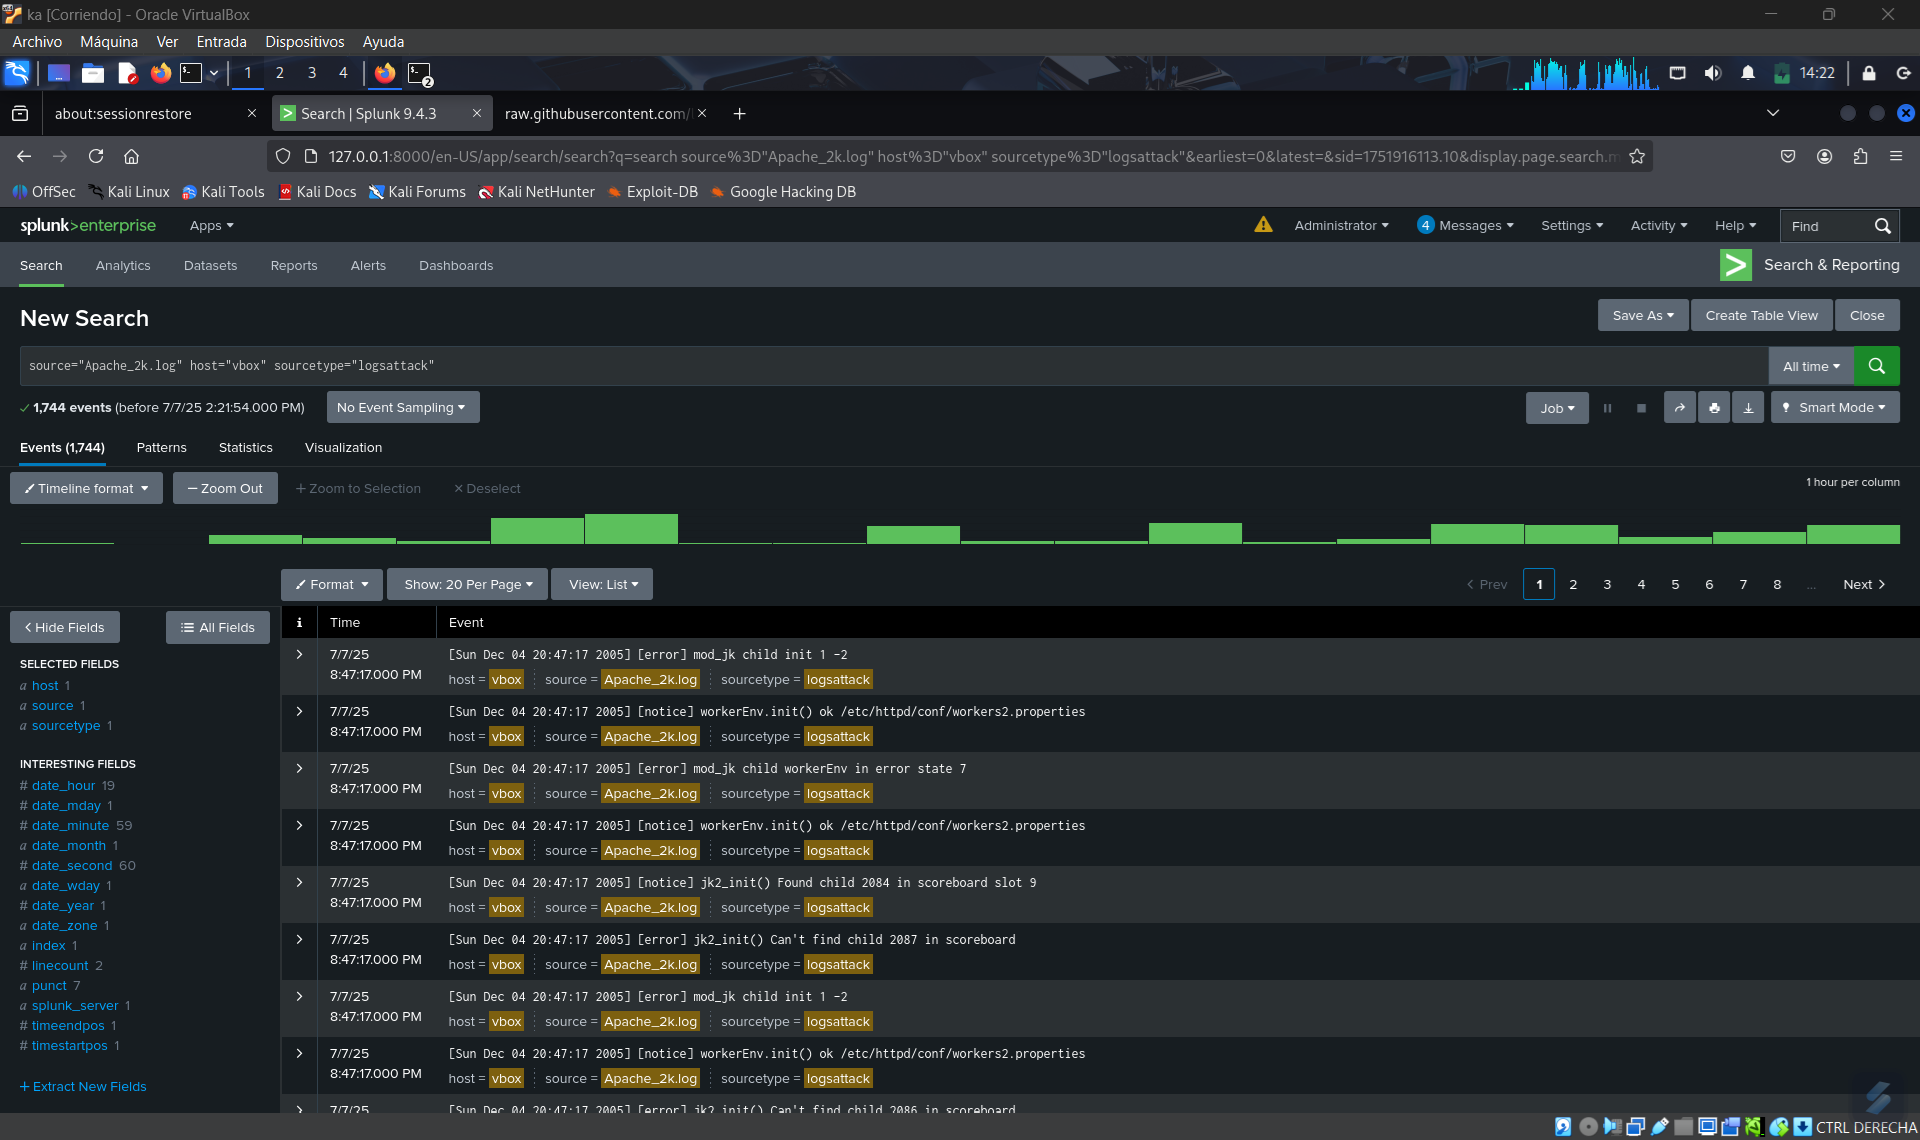 ka [Corriendo] - Oracle VirtualBox
Archivo Máquina Ver Entrada Dispositivos Ayuda
1 2 3 4 2 14:22
about:sessionrestore Search | Splunk 9.4.3 raw.githubusercontent.com/
127.0.0.1:8000/en-US/app/search/search?q=search source%3D"Apache_2k.log" host%3D"vbox" sourcetype%3D"logsattack"&earliest=0&latest=&sid=1751916113.10&display.page.search.m
OffSec Kali Linux Kali Tools Kali Docs Kali Forums Kali NetHunter Exploit-DB Google Hacking DB
splunk>enterprise Apps Administrator 4 Messages Settings Activity Help Find
Search Analytics Datasets Reports Alerts Dashboards Search & Reporting
New Search Save As Create Table View Close
source="Apache_2k.log" host="vbox" sourcetype="logsattack" All time
1,744 events (before 7/7/25 2:21:54.000 PM) No Event Sampling Job Smart Mode
Events (1,744) Patterns Statistics Visualization
Timeline format — Zoom Out + Zoom to Selection × Deselect 1 hour per column
Format Show: 20 Per Page View: List < Prev 1 2 3 4 5 6 7 8 ... Next >
< Hide Fields All Fields
i Time Event
SELECTED FIELDS
a host 1
a source 1
a sourcetype 1
INTERESTING FIELDS
# date_hour 19
# date_mday 1
# date_minute 59
a date_month 1
# date_second 60
a date_wday 1
# date_year 1
a date_zone 1
a index 1
# linecount 2
a punct 7
a splunk_server 1
# timeendpos 1
# timestartpos 1
+ Extract New Fields
7/7/25 [Sun Dec 04 20:47:17 2005] [error] mod_jk child init 1 -2
8:47:17.000 PM host = vbox source = Apache_2k.log sourcetype = logsattack
7/7/25 [Sun Dec 04 20:47:17 2005] [notice] workerEnv.init() ok /etc/httpd/conf/workers2.properties
8:47:17.000 PM host = vbox source = Apache_2k.log sourcetype = logsattack
7/7/25 [Sun Dec 04 20:47:17 2005] [error] mod_jk child workerEnv in error state 7
8:47:17.000 PM host = vbox source = Apache_2k.log sourcetype = logsattack
7/7/25 [Sun Dec 04 20:47:17 2005] [notice] workerEnv.init() ok /etc/httpd/conf/workers2.properties
8:47:17.000 PM host = vbox source = Apache_2k.log sourcetype = logsattack
7/7/25 [Sun Dec 04 20:47:17 2005] [notice] jk2_init() Found child 2084 in scoreboard slot 9
8:47:17.000 PM host = vbox source = Apache_2k.log sourcetype = logsattack
7/7/25 [Sun Dec 04 20:47:17 2005] [error] jk2_init() Can't find child 2087 in scoreboard
8:47:17.000 PM host = vbox source = Apache_2k.log sourcetype = logsattack
7/7/25 [Sun Dec 04 20:47:17 2005] [error] mod_jk child init 1 -2
8:47:17.000 PM host = vbox source = Apache_2k.log sourcetype = logsattack
7/7/25 [Sun Dec 04 20:47:17 2005] [notice] workerEnv.init() ok /etc/httpd/conf/workers2.properties
8:47:17.000 PM host = vbox source = Apache_2k.log sourcetype = logsattack
7/7/25 [Sun Dec 04 20:47:17 2005] [error] jk2_init() Can't find child 2086 in scoreboard
CTRL DERECHA